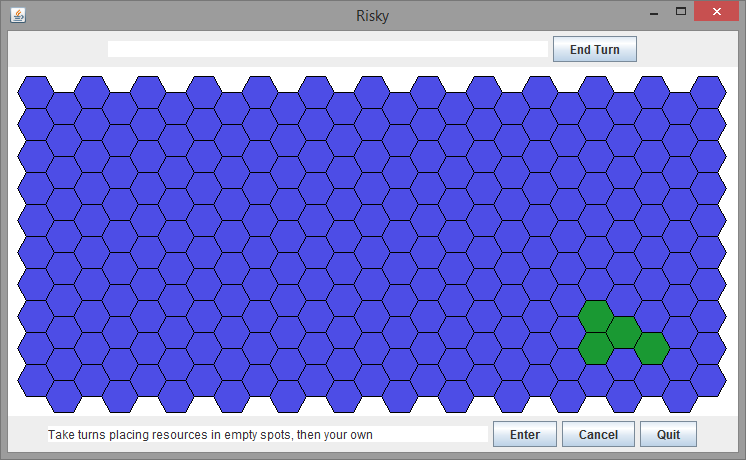 Risky
End Turn
Take turns placing resources in empty spots, then your own
Enter
Cancel
Quit